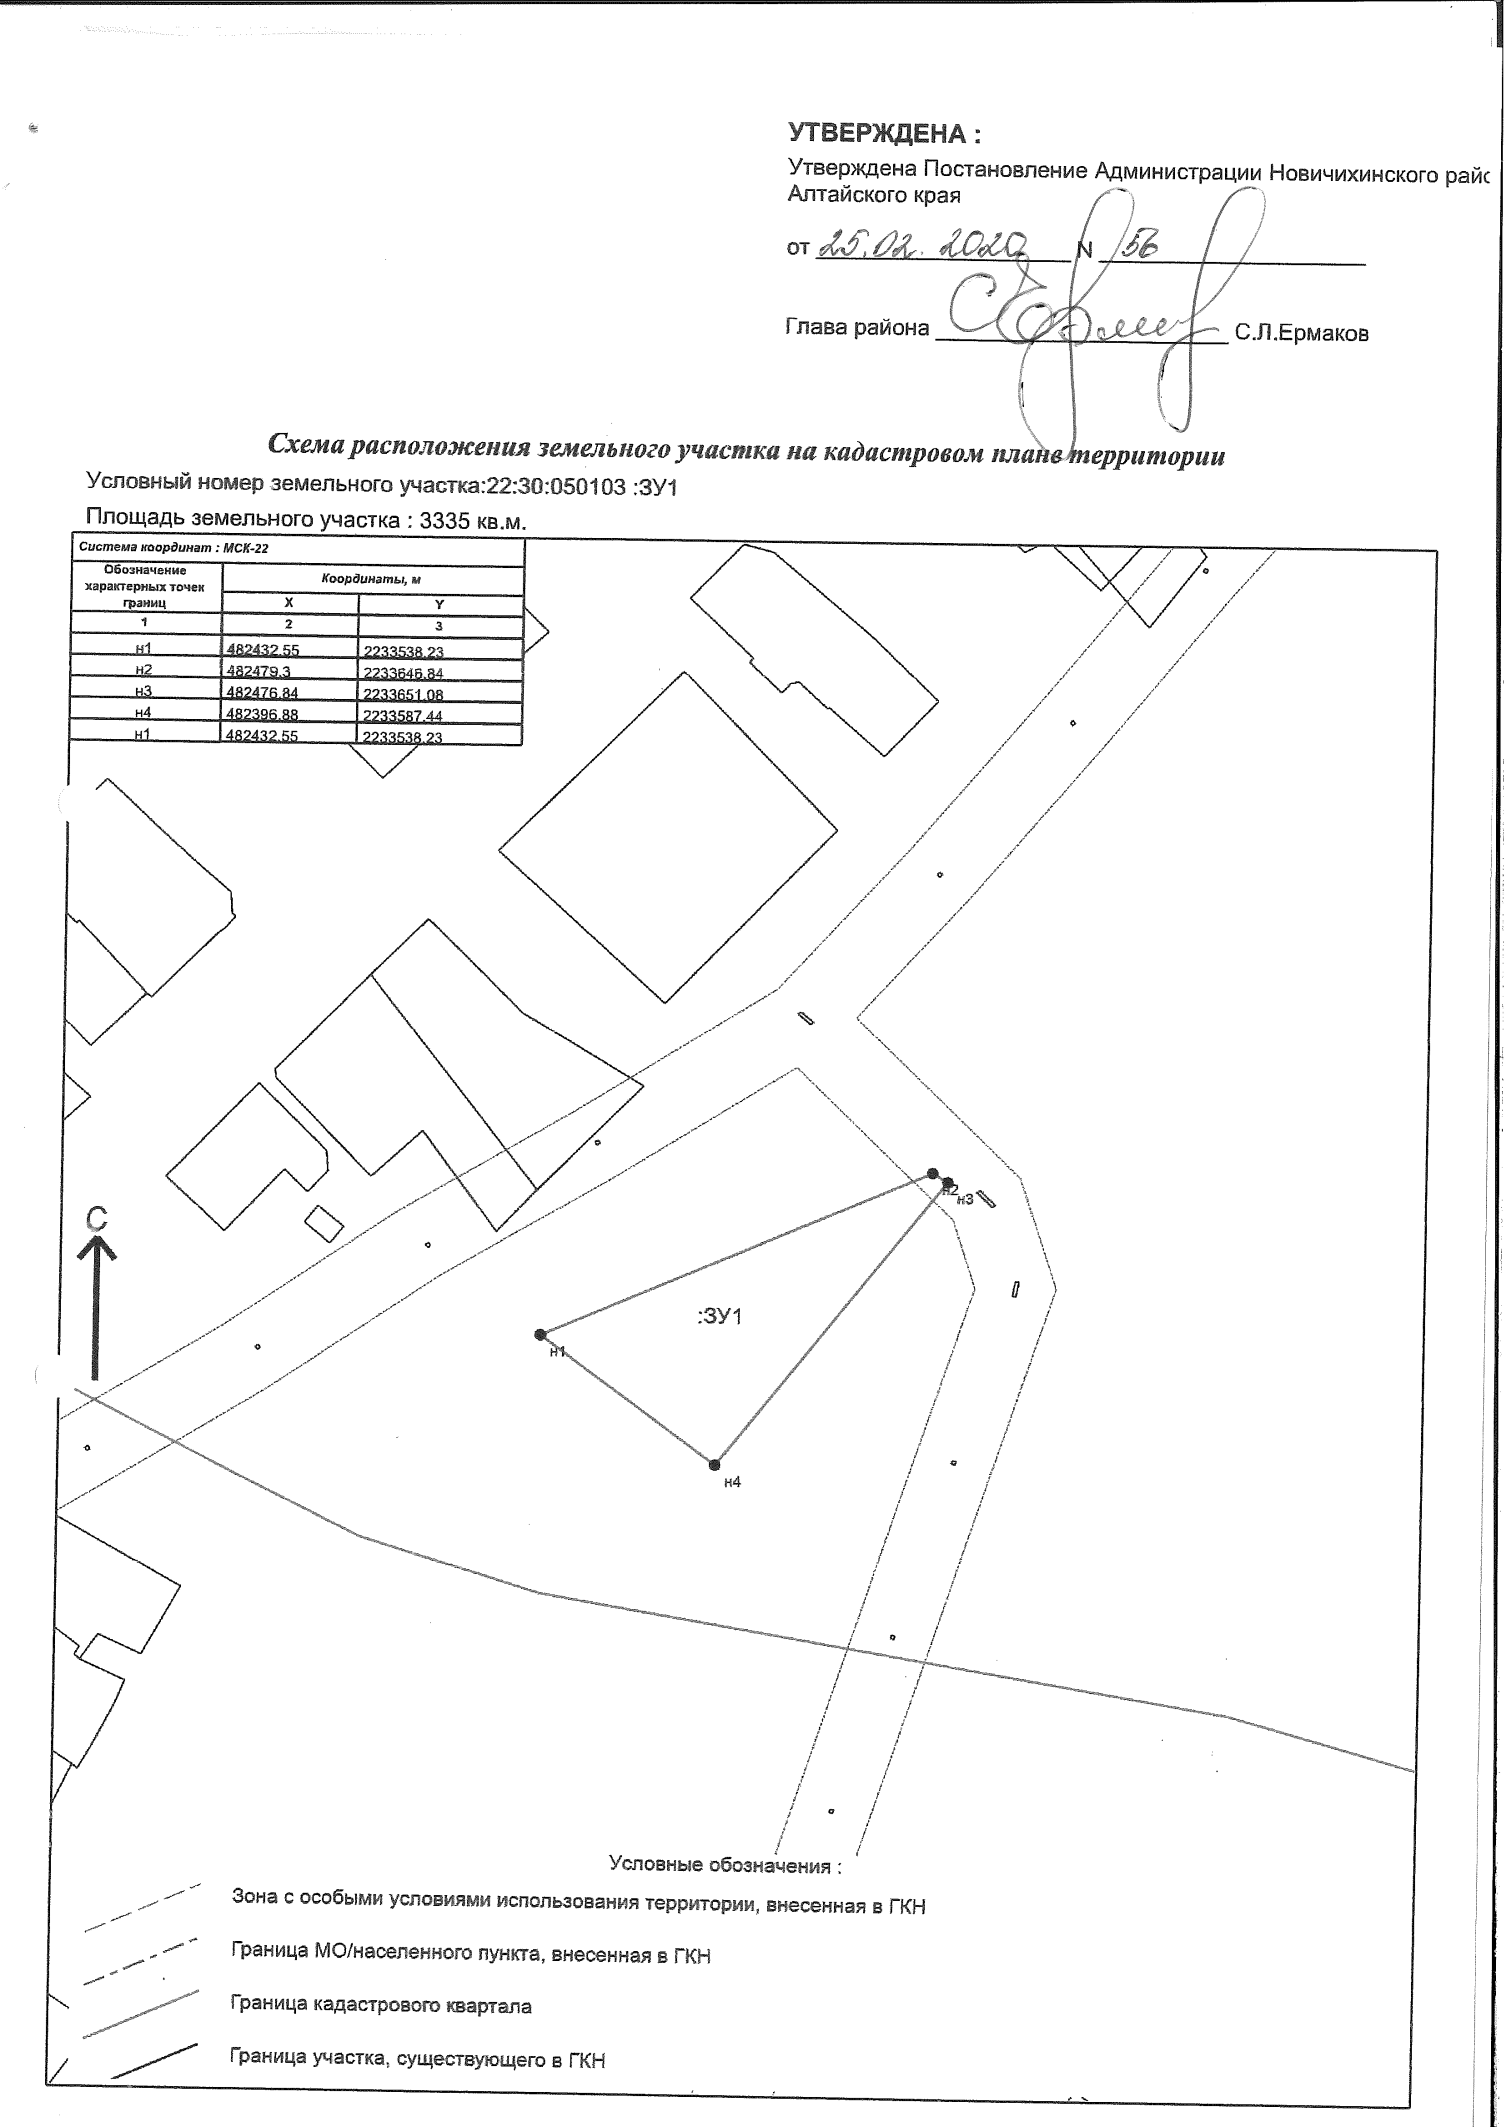 УТВЕРЖДЕНА :
Утверждена Постановление Администрации Новичихинского райо
Алтайского края
от 25.02.2020 N 56
Глава района С.Л.Ермаков
Схема расположения земельного участка на кадастровом плане территории
Условный номер земельного участка:22:30:050103 :ЗУ1
Площадь земельного участка : 3335 кв.м.
Система координат : МСК-22
Обозначение характерных точек границ
Координаты, м
X Y
1 2 3
н1 482432.55 2233538.23
н2 482479.3 2233646.84
н3 482476.84 2233651.08
н4 482396.88 2233587.44
н1 482432.55 2233538.23
н2
н3
С
:ЗУ1
н1
н4
Условные обозначения :
Зона с особыми условиями использования территории, внесенная в ГКН
Граница МО/населенного пункта, внесенная в ГКН
Граница кадастрового квартала
Граница участка, существующего в ГКН